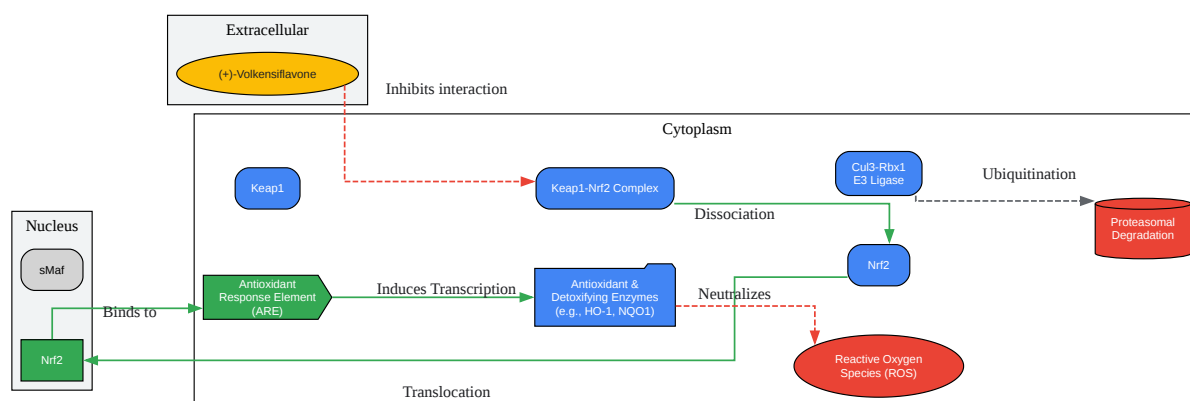 Extracellular
(+)-Volkensiflavone
Inhibits interaction
Cytoplasm
Keap1
Keap1-Nrf2 Complex
Cul3-Rbx1
E3 Ligase
Ubiquitination
Dissociation
Proteasomal
Degradation
Nucleus
sMaf
Nrf2
Antioxidant
Response Element
(ARE)
Induces Transcription
Antioxidant &
Detoxifying Enzymes
(e.g., HO-1, NQO1)
Neutralizes
Binds to
Nrf2
Reactive Oxygen
Species (ROS)
Translocation